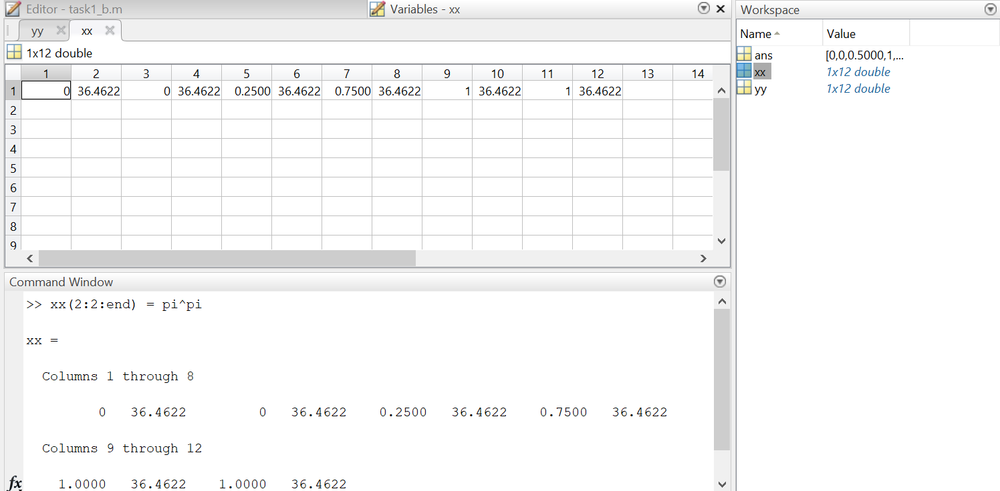 Editor - task1_b.m
Variables - xx
yy
xx
1x12 double
1 2 3 4 5 6 7 8 9 10 11 12 13 14
1 0 36.4622 0 36.4622 0.2500 36.4622 0.7500 36.4622 1 36.4622 1 36.4622
2
3
4
5
6
7
8
9
Command Window
>> xx(2:2:end) = pi^pi
xx =
Columns 1 through 8
0 36.4622 0 36.4622 0.2500 36.4622 0.7500 36.4622
Columns 9 through 12
1.0000 36.4622 1.0000 36.4622
fx
Workspace
Name Value
ans [0,0,0.5000,1,...
xx 1x12 double
yy 1x12 double